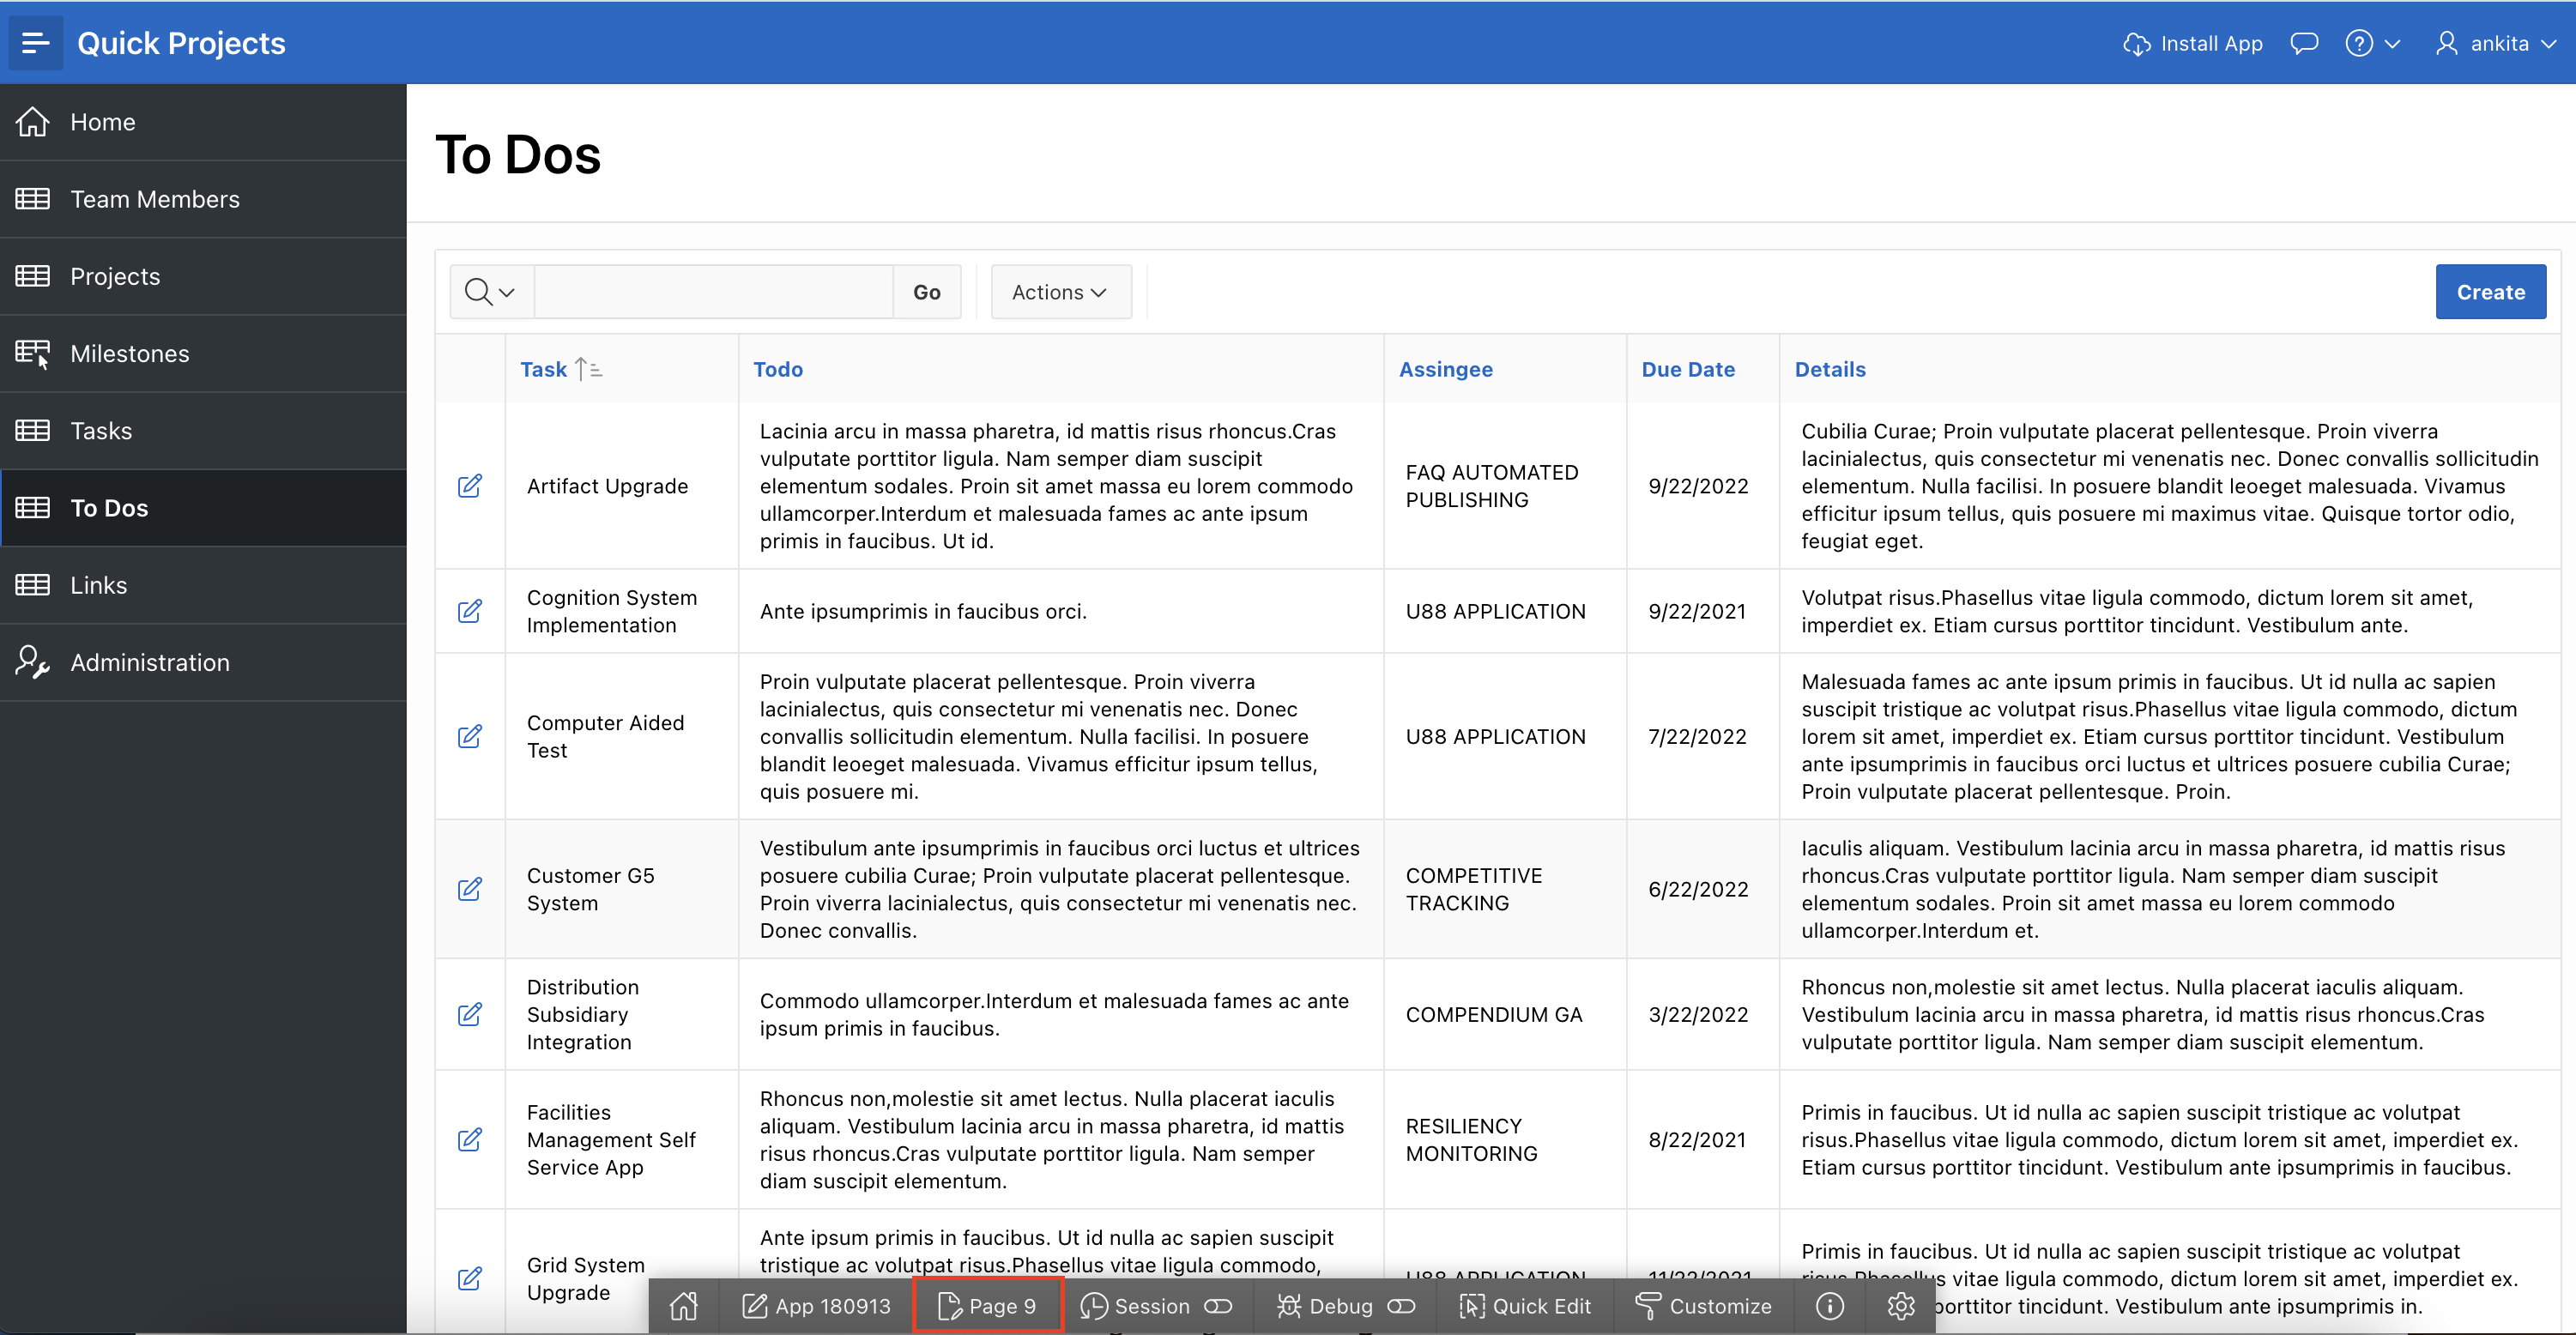 Quick Projects
Install App
ankita
Home
Team Members
Projects
Milestones
Tasks
To Dos
Links
Administration
To Dos
Go
Actions
Create
Task
Todo
Assingee
Due Date
Details
Artifact Upgrade
Lacinia arcu in massa pharetra, id mattis risus rhoncus.Cras
vulputate porttitor ligula. Nam semper diam suscipit
elementum sodales. Proin sit amet massa eu lorem commodo
ullamcorper.Interdum et malesuada fames ac ante ipsum
primis in faucibus. Ut id.
FAQ AUTOMATED
PUBLISHING
9/22/2022
Cubilia Curae; Proin vulputate placerat pellentesque. Proin viverra
lacinialectus, quis consectetur mi venenatis nec. Donec convallis sollicitudin
elementum. Nulla facilisi. In posuere blandit leoeget malesuada. Vivamus
efficitur ipsum tellus, quis posuere mi maximus vitae. Quisque tortor odio,
feugiat eget.
Cognition System
Implementation
Ante ipsumprimis in faucibus orci.
U88 APPLICATION
9/22/2021
Volutpat risus.Phasellus vitae ligula commodo, dictum lorem sit amet,
imperdiet ex. Etiam cursus porttitor tincidunt. Vestibulum ante.
Computer Aided
Test
Proin vulputate placerat pellentesque. Proin viverra
lacinialectus, quis consectetur mi venenatis nec. Donec
convallis sollicitudin elementum. Nulla facilisi. In posuere
blandit leoeget malesuada. Vivamus efficitur ipsum tellus,
quis posuere mi.
U88 APPLICATION
7/22/2022
Malesuada fames ac ante ipsum primis in faucibus. Ut id nulla ac sapien
suscipit tristique ac volutpat risus.Phasellus vitae ligula commodo, dictum
lorem sit amet, imperdiet ex. Etiam cursus porttitor tincidunt. Vestibulum
ante ipsumprimis in faucibus orci luctus et ultrices posuere cubilia Curae;
Proin vulputate placerat pellentesque. Proin.
Customer G5
System
Vestibulum ante ipsumprimis in faucibus orci luctus et ultrices
posuere cubilia Curae; Proin vulputate placerat pellentesque.
Proin viverra lacinialectus, quis consectetur mi venenatis nec.
Donec convallis.
COMPETITIVE
TRACKING
6/22/2022
Iaculis aliquam. Vestibulum lacinia arcu in massa pharetra, id mattis risus
rhoncus.Cras vulputate porttitor ligula. Nam semper diam suscipit
elementum sodales. Proin sit amet massa eu lorem commodo
ullamcorper.Interdum et.
Distribution
Subsidiary
Integration
Commodo ullamcorper.Interdum et malesuada fames ac ante
ipsum primis in faucibus.
COMPENDIUM GA
3/22/2022
Rhoncus non,molestie sit amet lectus. Nulla placerat iaculis aliquam.
Vestibulum lacinia arcu in massa pharetra, id mattis risus rhoncus.Cras
vulputate porttitor ligula. Nam semper diam suscipit elementum.
Facilities
Management Self
Service App
Rhoncus non,molestie sit amet lectus. Nulla placerat iaculis
aliquam. Vestibulum lacinia arcu in massa pharetra, id mattis
risus rhoncus.Cras vulputate porttitor ligula. Nam semper
diam suscipit elementum.
RESILIENCY
MONITORING
8/22/2021
Primis in faucibus. Ut id nulla ac sapien suscipit tristique ac volutpat
risus.Phasellus vitae ligula commodo, dictum lorem sit amet, imperdiet ex.
Etiam cursus porttitor tincidunt. Vestibulum ante ipsumprimis in faucibus.
Grid System
Upgrade
Ante ipsum primis in faucibus. Ut id nulla ac sapien suscipit
tristique ac volutpat risus.Phasellus vitae ligula commodo,
U88 APPLICATION
11/22/2021
Primis in faucibus. Ut id nulla ac sapien suscipit tristique ac volutpat
risus.Phasellus vitae ligula commodo, dictum lorem sit amet, imperdiet ex.
porttitor tincidunt. Vestibulum ante ipsumprimis in.
App 180913
Page 9
Session
Debug
Quick Edit
Customize